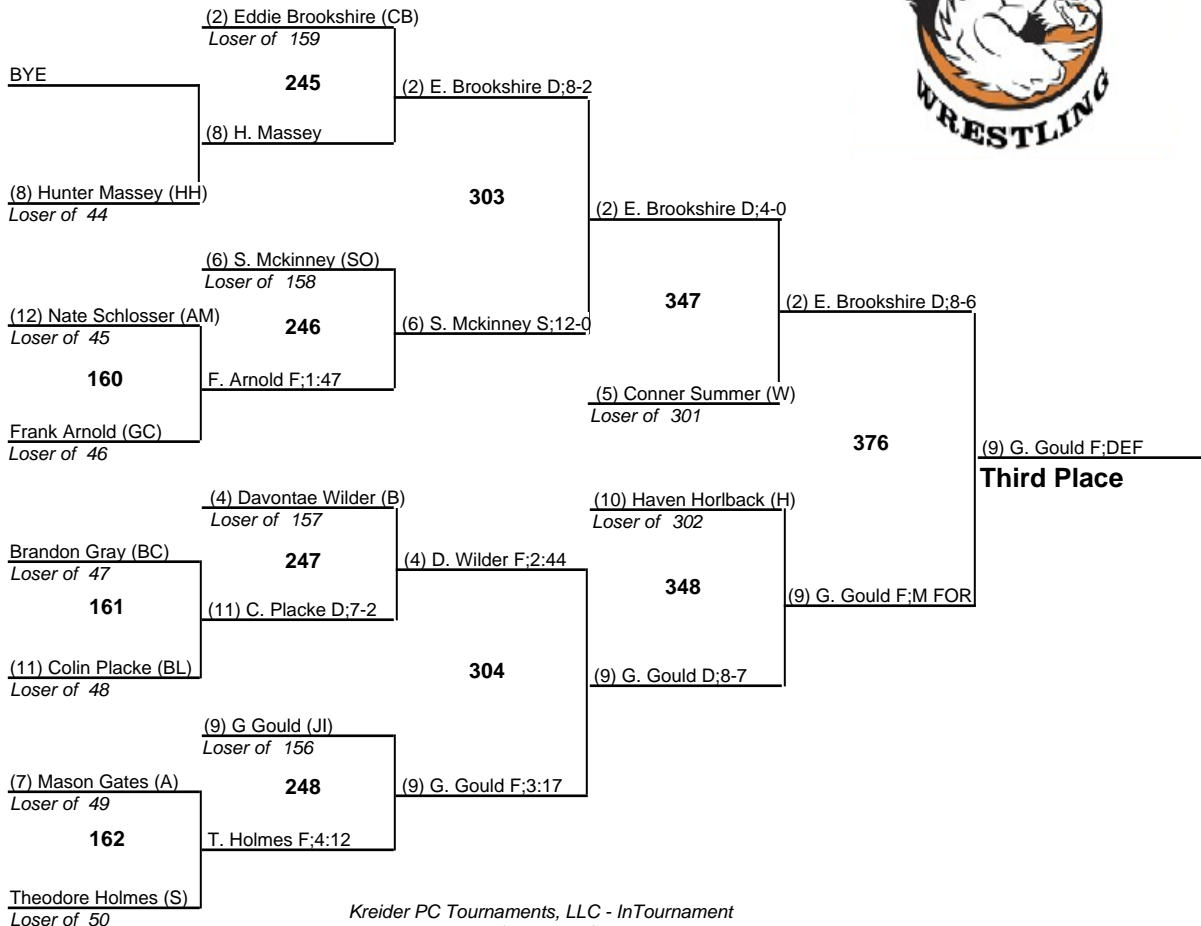 (2) Eddie Brookshire (CB)
Loser of 159
BYE
245
(2) E. Brookshire D;8-2
(8) H. Massey
(8) Hunter Massey (HH)
Loser of 44
303
(2) E. Brookshire D;4-0
(6) S. Mckinney (SO)
Loser of 158
(12) Nate Schlosser (AM)
Loser of 45
246
(6) S. Mckinney S;12-0
347
(2) E. Brookshire D;8-6
160
F. Arnold F;1:47
(5) Conner Summer (W)
Loser of 301
Frank Arnold (GC)
Loser of 46
376
(9) G. Gould F;DEF
Third Place
(4) Davontae Wilder (B)
Loser of 157
(10) Haven Horlback (H)
Loser of 302
Brandon Gray (BC)
Loser of 47
247
(4) D. Wilder F;2:44
348
(9) G. Gould F;M FOR
161
(11) C. Placke D;7-2
(11) Colin Placke (BL)
Loser of 48
304
(9) G. Gould D;8-7
(9) G Gould (JI)
Loser of 156
(7) Mason Gates (A)
Loser of 49
248
(9) G. Gould F;3:17
162
T. Holmes F;4:12
Theodore Holmes (S)
Loser of 50
Kreider PC Tournaments, LLC - InTournament
WRESTLING